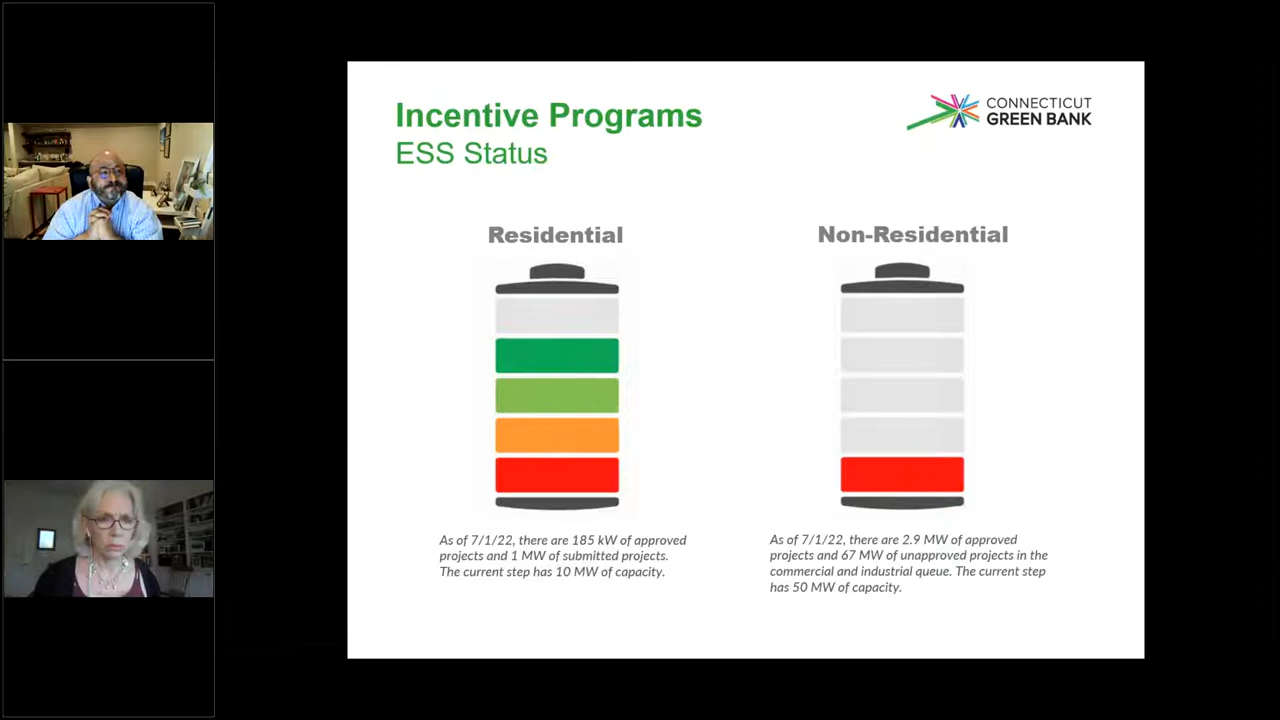 Incentive Programs
ESS Status
CONNECTICUT
GREEN BANK
Residential
As of 7/1/22, there are 185 kW of approved
projects and 1 MW of submitted projects.
The current step has 10 MW of capacity.
Non-Residential
As of 7/1/22, there are 2.9 MW of approved
projects and 67 MW of unapproved projects in the
commercial and industrial queue. The current step
has 50 MW of capacity.